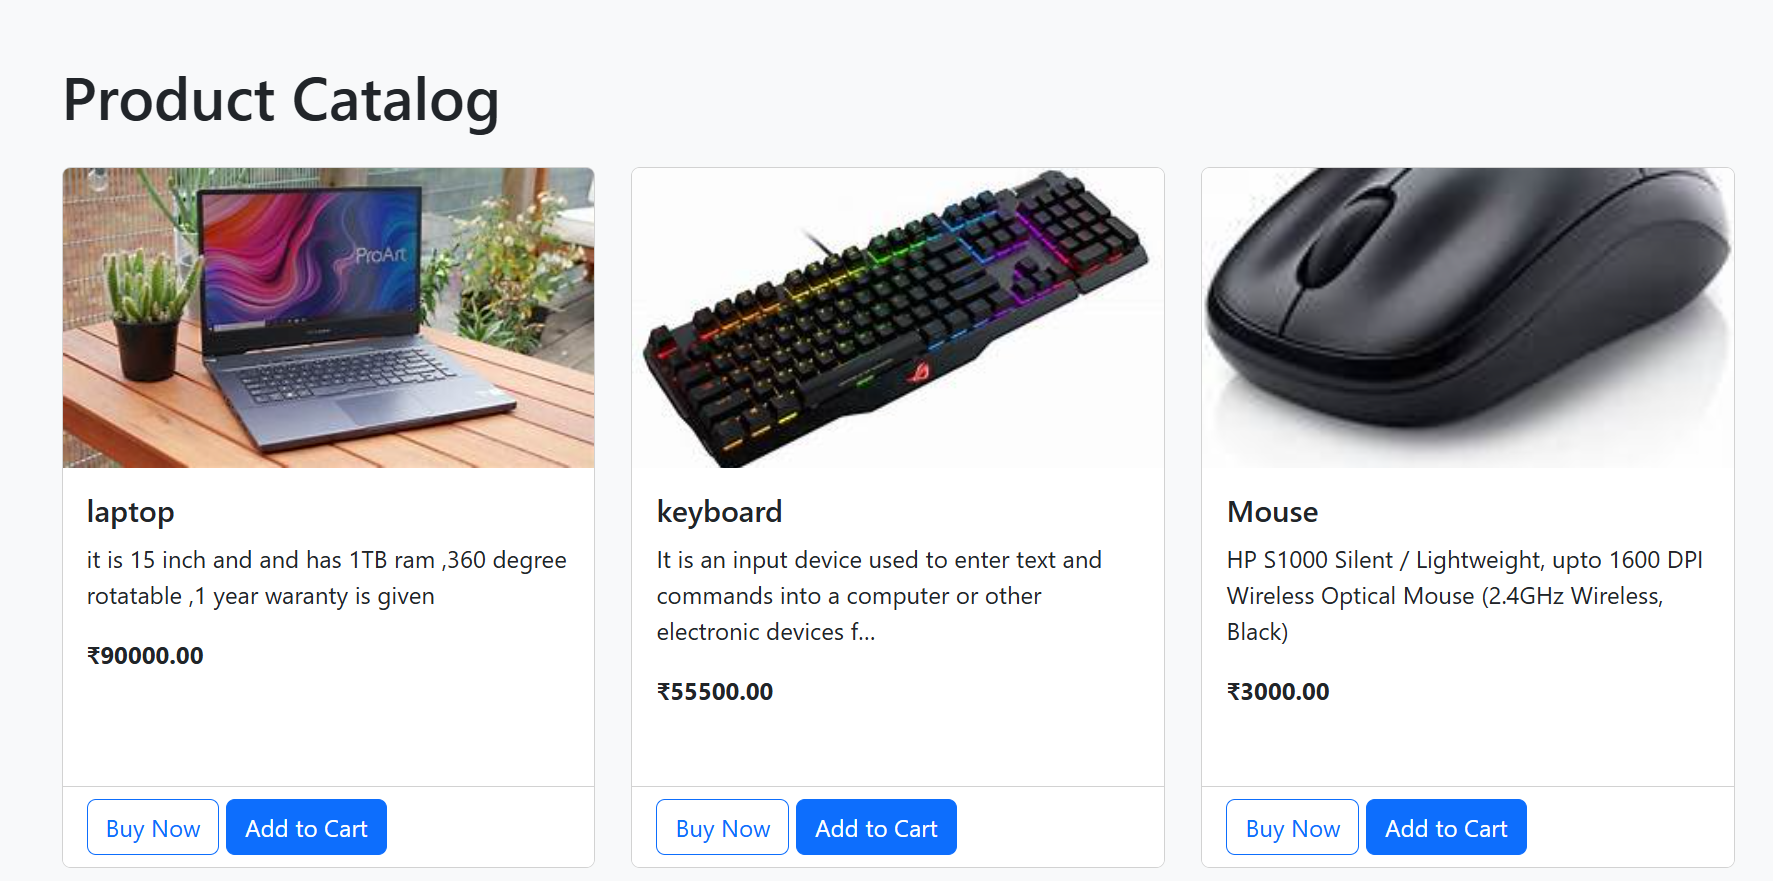 Product Catalog
ProArt
laptop
it is 15 inch and and has 1TB ram ,360 degree
rotatable ,1 year waranty is given
₹90000.00
Buy Now
Add to Cart
keyboard
It is an input device used to enter text and
commands into a computer or other
electronic devices f...
₹55500.00
Buy Now
Add to Cart
Mouse
HP S1000 Silent / Lightweight, upto 1600 DPI
Wireless Optical Mouse (2.4GHz Wireless,
Black)
₹3000.00
Buy Now
Add to Cart